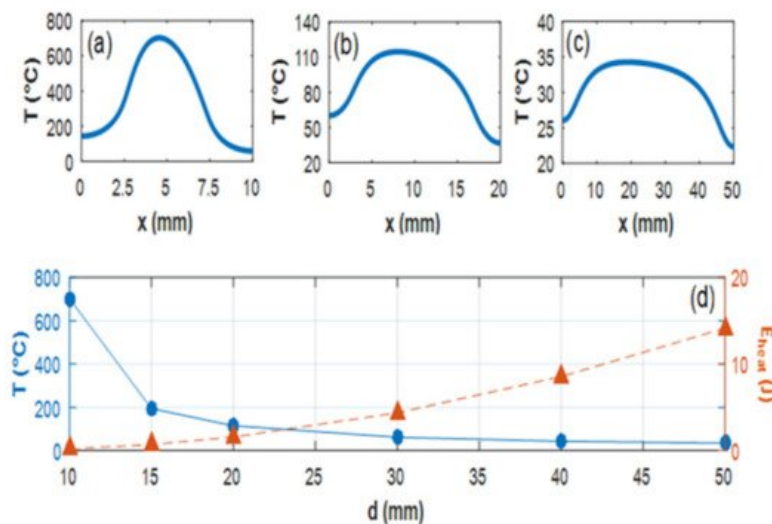 (a)
T (°C)
800
600
400
200
0
0 2.5 5 7.5 10
x (mm)
(b)
T (°C)
140
110
80
50
20
0 5 10 15 20
x (mm)
(c)
T (°C)
40
35
30
25
20
0 10 20 30 40 50
x (mm)
(d)
T (°C)
800
600
400
200
0
20
10
0
E heat (J)
10 15 20 25 30 35 40 45 50
d (mm)